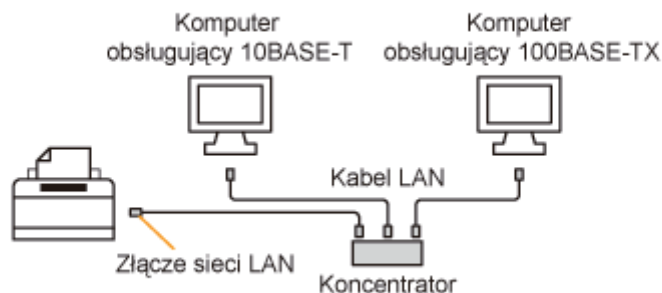 Komputer
obsługujący 10BASE-T
Komputer
obsługujący 100BASE-TX
Kabel LAN
Złącze sieci LAN
Koncentrator